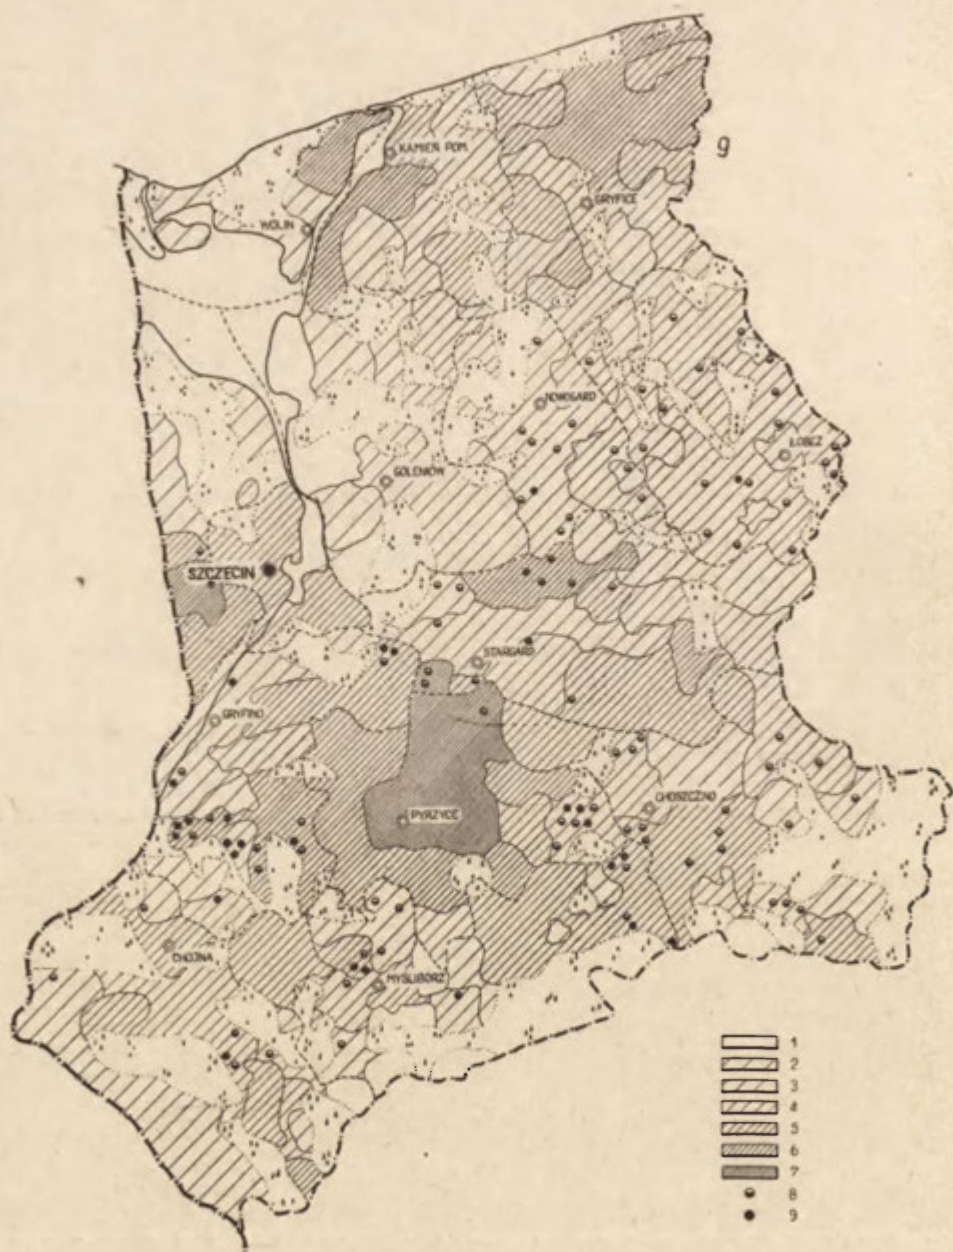 KAMIEŃ POM.
9
GRYFICE
WOLIN
NOWOGARD
ŁOBEZ
GOLENIÓW
SZCZECIN
STARGARD
GRYFINO
CHOSZCZNO
PYRZYCE
CHOJNA
MYŚLIBÓRZ
1
2
3
4
5
6
7
8
9